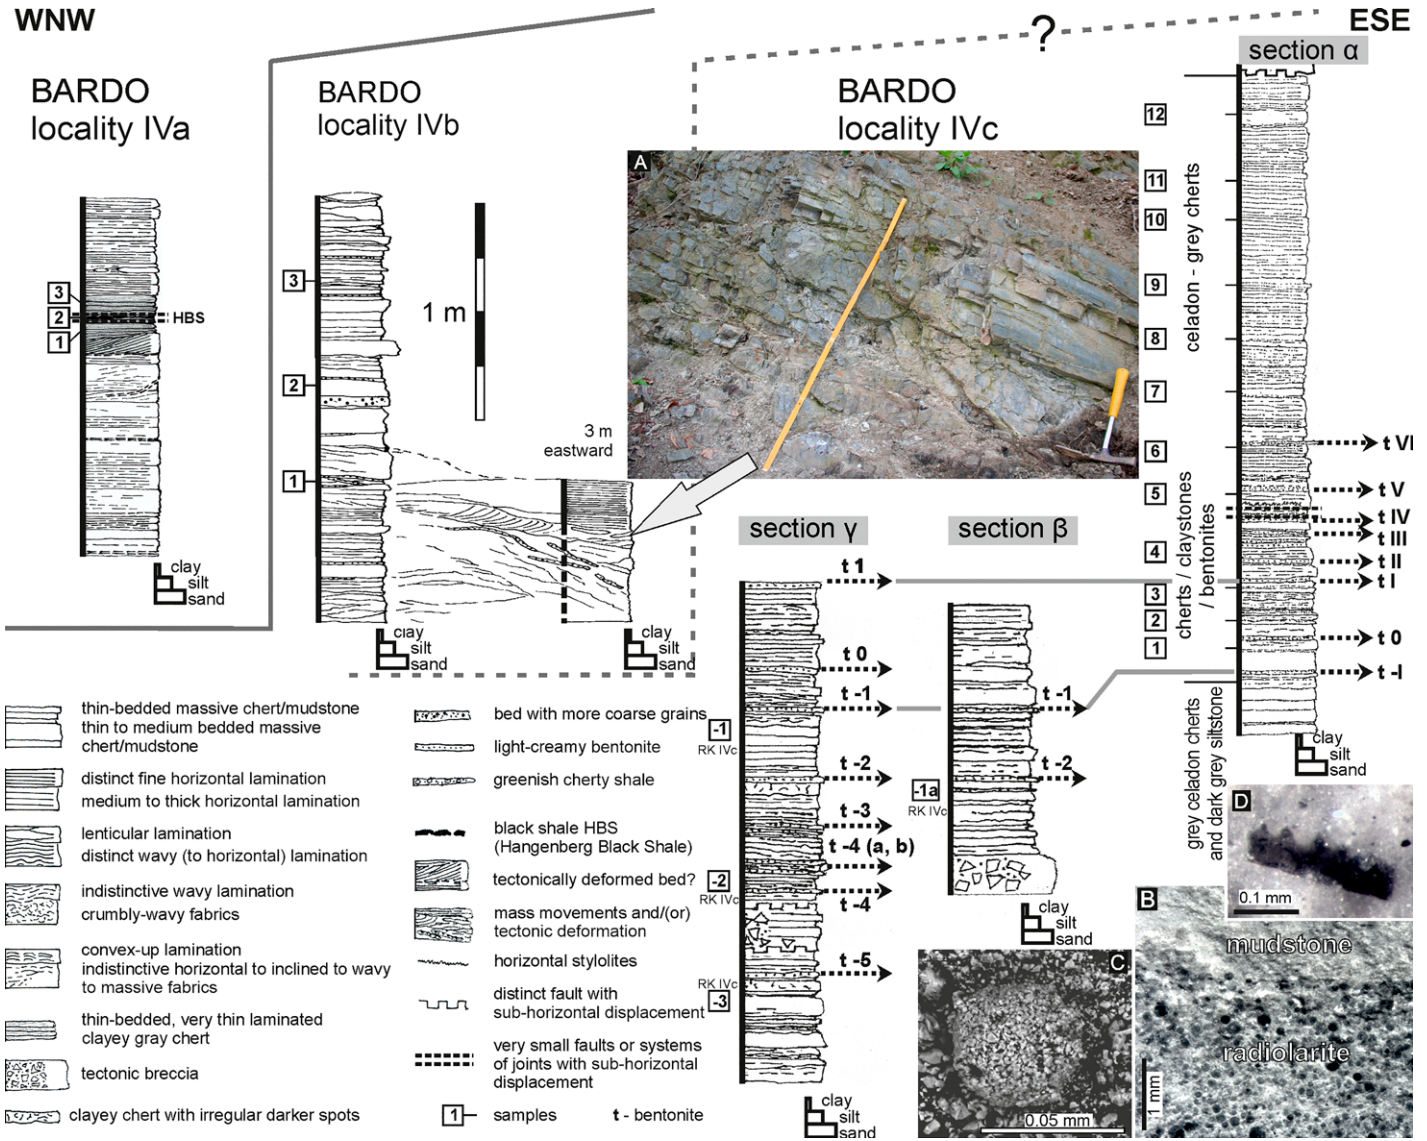 WNW
ESE
?
section α
BARDO
locality IVa
BARDO
locality IVb
BARDO
locality IVc
A
3
2
1
HBS
clay
silt
sand
3
2
1
1 m
3 m
eastward
clay
silt
sand
clay
silt
sand
12
11
10
9
8
7
6
5
4
3
2
1
celadon - grey cherts
cherts / claystones
/ bentonites
grey celadon cherts
and dark grey siltstone
t VI
t V
t IV
t III
t II
t I
t 0
t -I
clay
silt
sand
section γ
t 1
t 0
t -1
t -2
t -3
t -4 (a, b)
t -4
t -5
-1
RK IVc
-2
RK IVc
RK IVc
-3
clay
silt
sand
section β
t -1
t -2
-1a
RK IVc
clay
silt
sand
thin-bedded massive chert/mudstone
thin to medium bedded massive
chert/mudstone
distinct fine horizontal lamination
medium to thick horizontal lamination
lenticular lamination
distinct wavy (to horizontal) lamination
indistinctive wavy lamination
crumbly-wavy fabrics
convex-up lamination
indistinctive horizontal to inclined to wavy
to massive fabrics
thin-bedded, very thin laminated
clayey gray chert
tectonic breccia
clayey chert with irregular darker spots
bed with more coarse grains
light-creamy bentonite
greenish cherty shale
black shale HBS
(Hangenberg Black Shale)
tectonically deformed bed?
mass movements and/(or)
tectonic deformation
horizontal stylolites
distinct fault with
sub-horizontal displacement
very small faults or systems
of joints with sub-horizontal
displacement
1
samples
t - bentonite
D
0.1 mm
B
mudstone
radiolarite
1 mm
C
0.05 mm